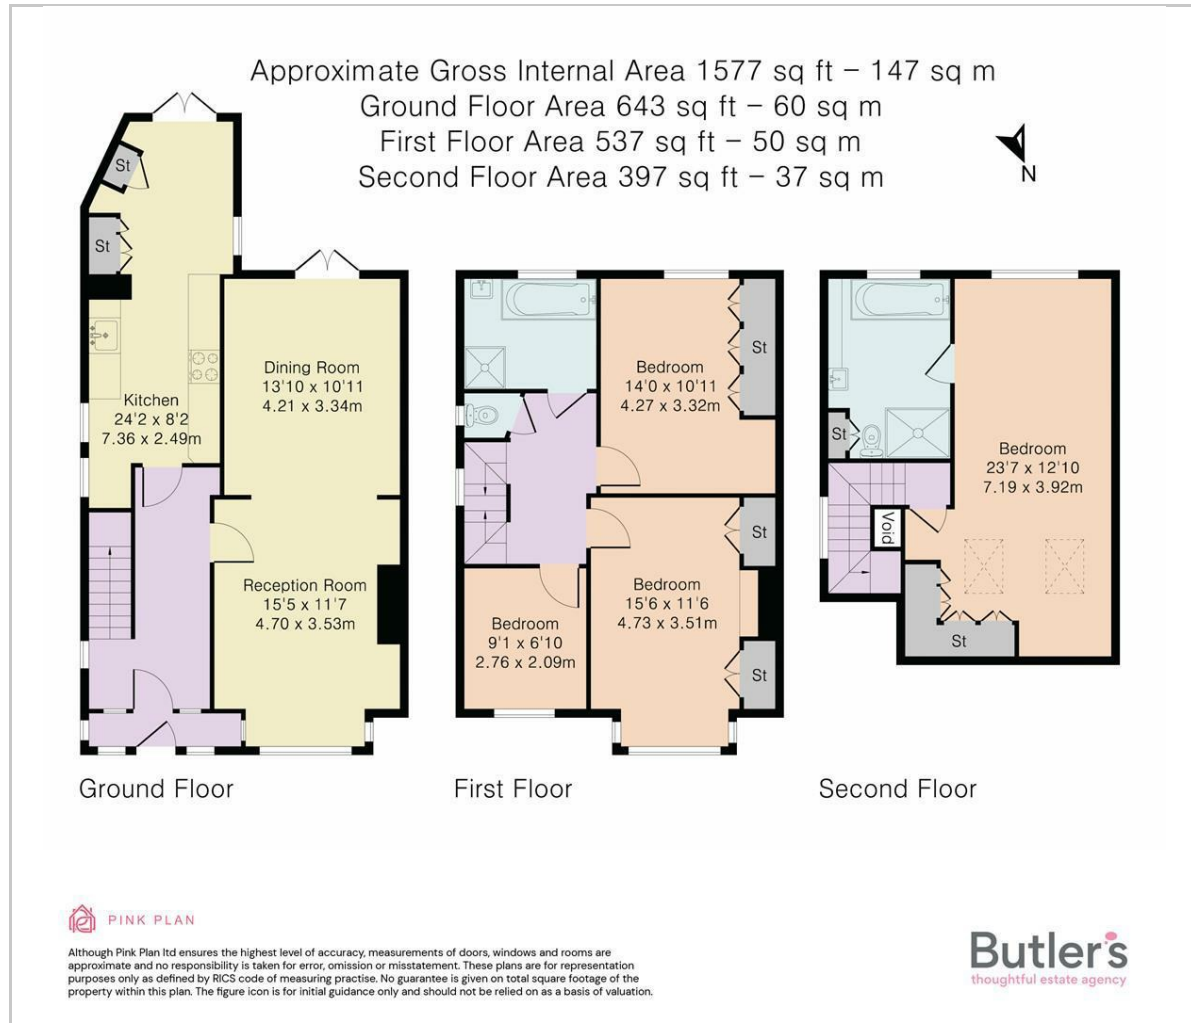 Approximate Gross Internal Area 1577 sq ft – 147 sq m
Ground Floor Area 643 sq ft – 60 sq m
First Floor Area 537 sq ft – 50 sq m
Second Floor Area 397 sq ft – 37 sq m
N
St
St
Kitchen
24'2 x 8'2
7.36 x 2.49m
Dining Room
13'10 x 10'11
4.21 x 3.34m
Reception Room
15'5 x 11'7
4.70 x 3.53m
Ground Floor
Bedroom
14'0 x 10'11
4.27 x 3.32m
St
St
Bedroom
15'6 x 11'6
4.73 x 3.51m
Bedroom
9'1 x 6'10
2.76 x 2.09m
St
First Floor
St
Void
Bedroom
23'7 x 12'10
7.19 x 3.92m
St
Second Floor
PINK PLAN
Although Pink Plan ltd ensures the highest level of accuracy, measurements of doors, windows and rooms are
approximate and no responsibility is taken for error, omission or misstatement. These plans are for representation
purposes only as defined by RICS code of measuring practise. No guarantee is given on total square footage of the
property within this plan. The figure icon is for initial guidance only and should not be relied on as a basis of valuation.
Butler's
thoughtful estate agency